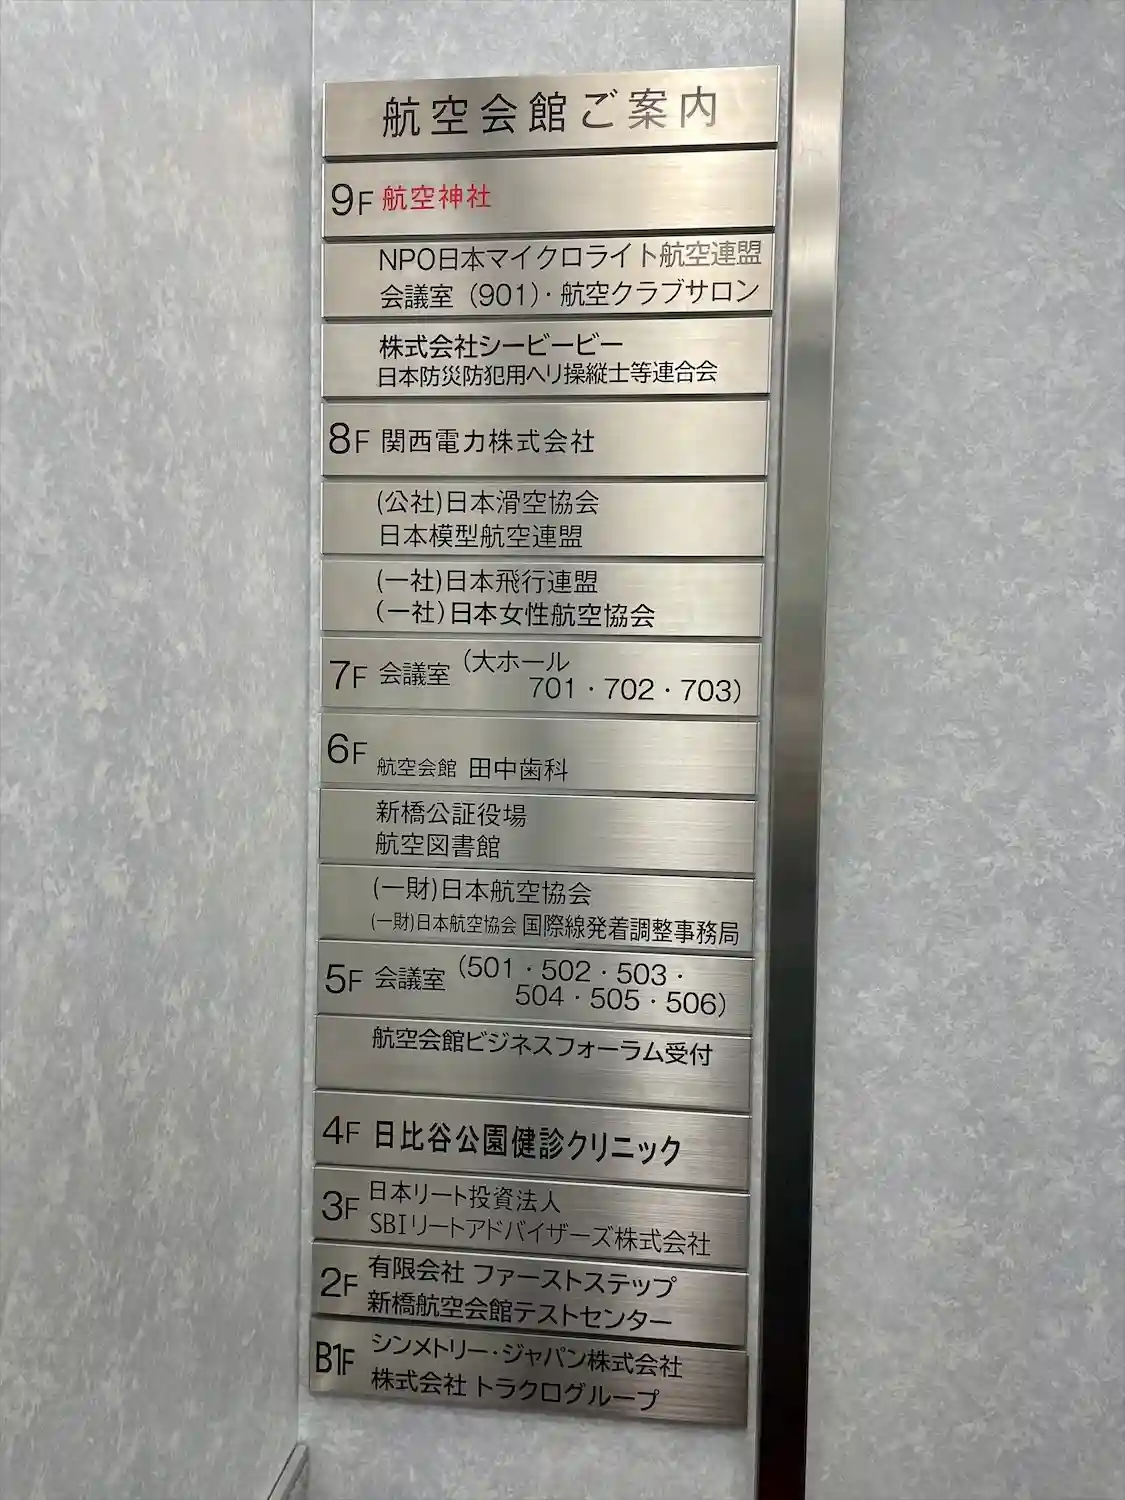 航空会館ご案内
9F 航空神社
NPO日本マイクロライト航空連盟
会議室（901）・航空クラブサロン
株式会社シービービー
日本防災防犯用ヘリ操縦士等連合会
8F 関西電力株式会社
(公社)日本滑空協会
日本模型航空連盟
(一社)日本飛行連盟
(一社)日本女性航空協会
7F 会議室（大ホール
701・702・703）
6F 航空会館 田中歯科
新橋公証役場
航空図書館
(一財)日本航空協会
(一財)日本航空協会 国際線発着調整事務局
5F 会議室（501・502・503・
504・505・506）
航空会館ビジネスフォーラム受付
4F 日比谷公園健診クリニック
3F 日本リート投資法人
SBIリートアドバイザーズ株式会社
2F 有限会社 ファーストステップ
新橋航空会館テストセンター
B1F シンメトリー・ジャパン株式会社
株式会社 トラクログループ